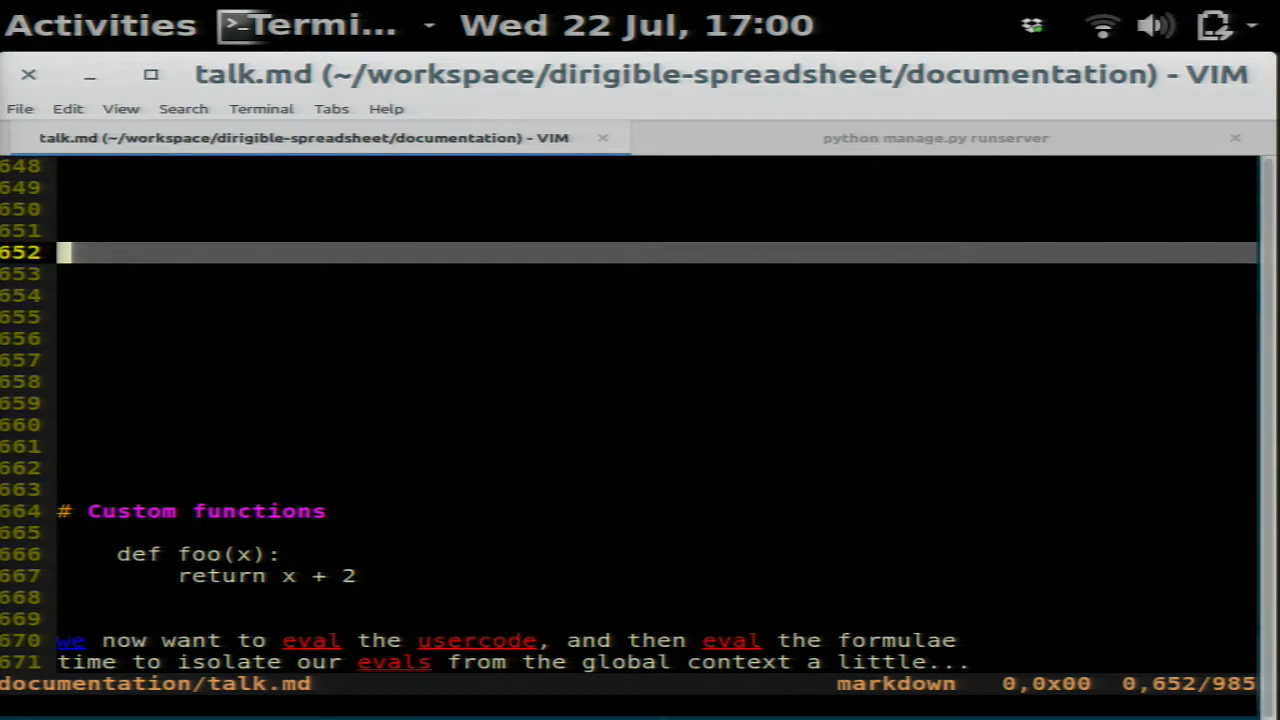 Activities Termi... Wed 22 Jul, 17:00
talk.md (~/workspace/dirigible-spreadsheet/documentation) - VIM
File Edit View Search Terminal Tabs Help
talk.md (~/workspace/dirigible-spreadsheet/documentation) - VIM python manage.py runserver
648
649
650
651
652
653
654
655
656
657
658
659
660
661
662
663
664 # Custom functions
665
666 def foo(x):
667 return x + 2
668
669
670 we now want to eval the usercode, and then eval the formulae
671 time to isolate our evals from the global context a little...
documentation/talk.md markdown 0,0x00 0,652/985